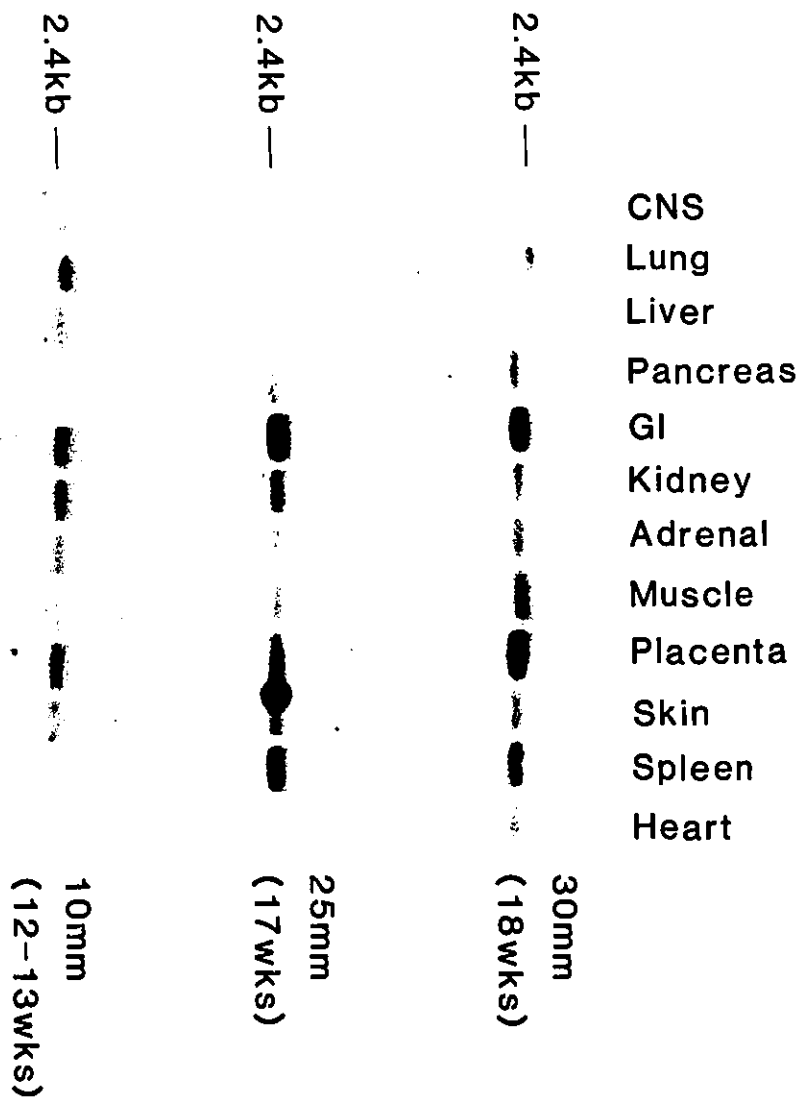 2.4kb
2.4kb
2.4kb
CNS
Lung
Liver
Pancreas
GI
Kidney
Adrenal
Muscle
Placenta
Skin
Spleen
Heart
10mm
(12-13wks)
25mm
(17wks)
30mm
(18wks)